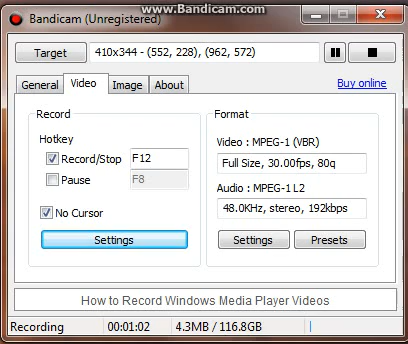 www.Bandicam.com
Bandicam (Unregistered)
Target 410x344 - (552, 228), (962, 572)
General Video Image About Buy online
Record
Hotkey
Record/Stop F12
Pause F8
No Cursor
Settings
Format
Video : MPEG-1 (VBR)
Full Size, 30.00fps, 80q
Audio : MPEG-1 L2
48.0KHz, stereo, 192kbps
Settings Presets
How to Record Windows Media Player Videos
Recording 00:01:02 4.3MB / 116.8GB